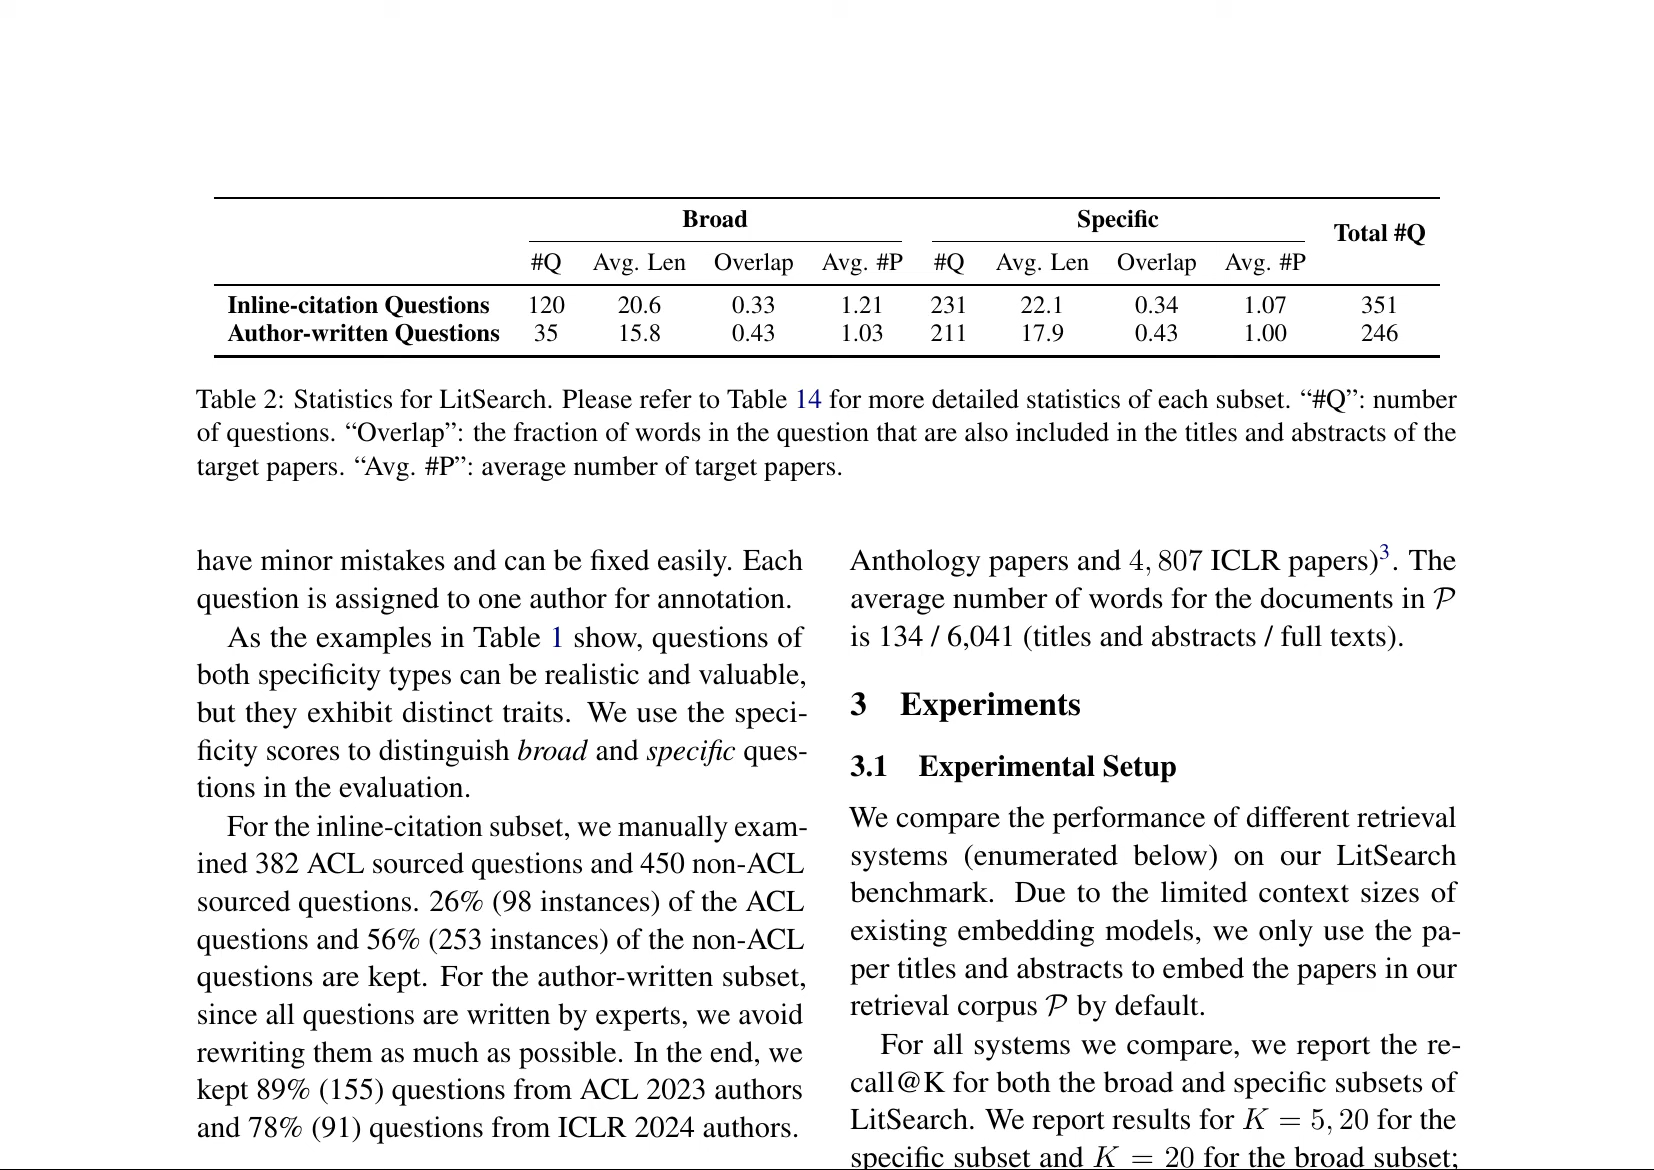 Broad Specific Total #Q
#Q Avg. Len Overlap Avg. #P #Q Avg. Len Overlap Avg. #P
Inline-citation Questions 120 20.6 0.33 1.21 231 22.1 0.34 1.07 351
Author-written Questions 35 15.8 0.43 1.03 211 17.9 0.43 1.00 246
Table 2: Statistics for LitSearch. Please refer to Table 14 for more detailed statistics of each subset. “#Q”: number
of questions. “Overlap”: the fraction of words in the question that are also included in the titles and abstracts of the
target papers. “Avg. #P”: average number of target papers.
have minor mistakes and can be fixed easily. Each
question is assigned to one author for annotation.
As the examples in Table 1 show, questions of
both specificity types can be realistic and valuable,
but they exhibit distinct traits. We use the speci-
ficity scores to distinguish broad and specific ques-
tions in the evaluation.
For the inline-citation subset, we manually exam-
ined 382 ACL sourced questions and 450 non-ACL
sourced questions. 26% (98 instances) of the ACL
questions and 56% (253 instances) of the non-ACL
questions are kept. For the author-written subset,
since all questions are written by experts, we avoid
rewriting them as much as possible. In the end, we
kept 89% (155) questions from ACL 2023 authors
and 78% (91) questions from ICLR 2024 authors.
Anthology papers and 4, 807 ICLR papers)³. The
average number of words for the documents in 𝒫
is 134 / 6,041 (titles and abstracts / full texts).
3 Experiments
3.1 Experimental Setup
We compare the performance of different retrieval
systems (enumerated below) on our LitSearch
benchmark. Due to the limited context sizes of
existing embedding models, we only use the pa-
per titles and abstracts to embed the papers in our
retrieval corpus 𝒫 by default.
For all systems we compare, we report the re-
call@K for both the broad and specific subsets of
LitSearch. We report results for K = 5, 20 for the
specific subset and K = 20 for the broad subset;